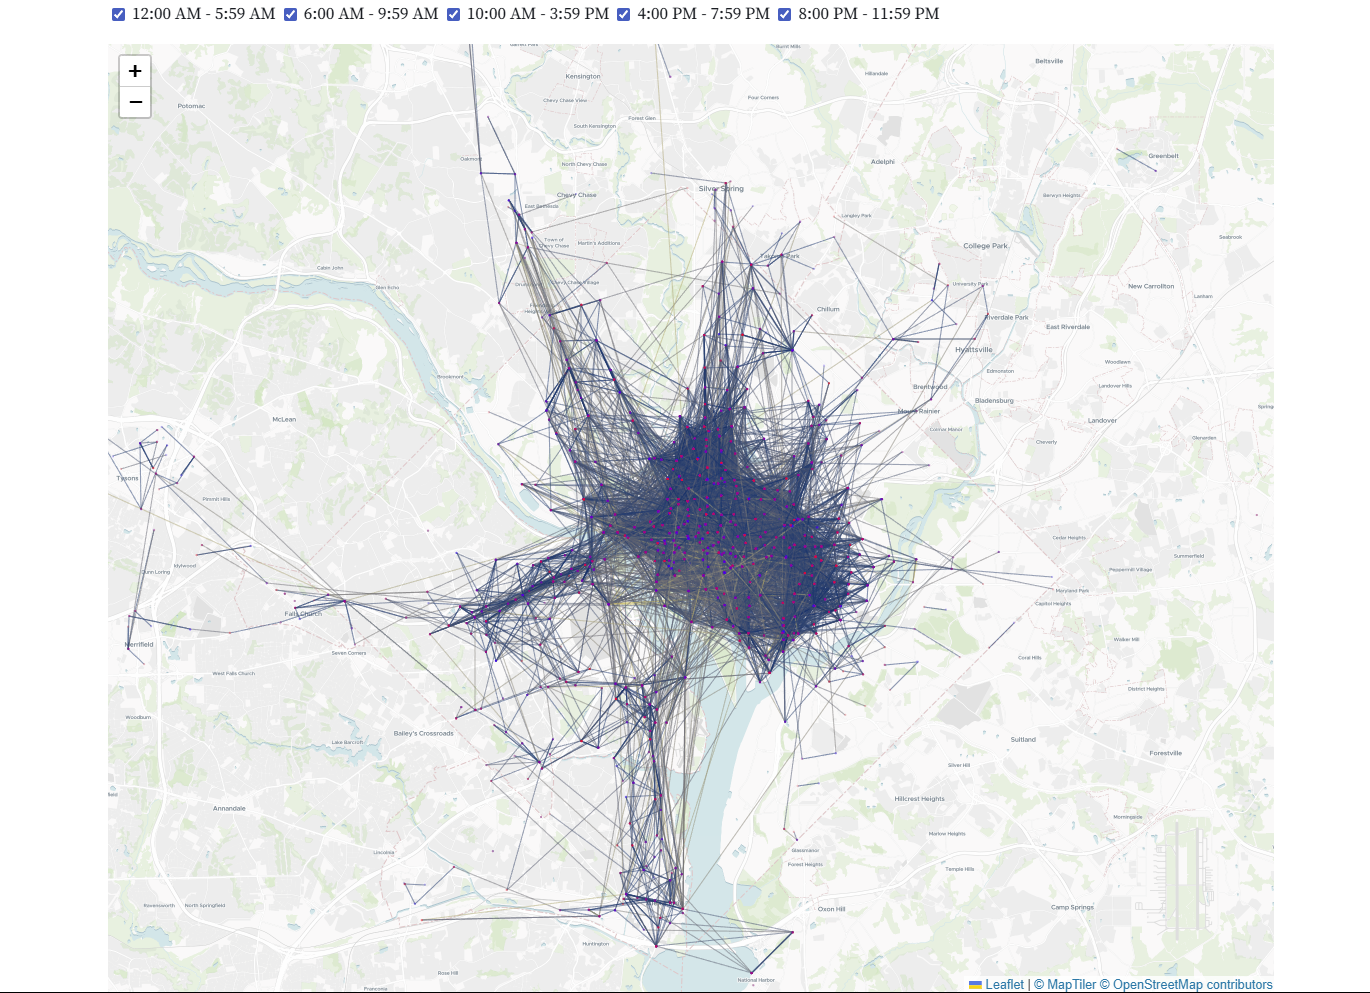 12:00 AM - 5:59 AM 6:00 AM - 9:59 AM 10:00 AM - 3:59 PM 4:00 PM - 7:59 PM 8:00 PM - 11:59 PM
+
−
Garrett Park
Burnt Mills
Beltsville
Kensington
Hillandale
Potomac
Chevy Chase View
Four Corners
Forest Glen
South Kensington
Oakmont
North Chevy Chase
Adelphi
Greenbelt
Silver Spring
Chevy Chase
Berwyn Heights
East Bethesda
Langley Park
Town of
Chevy Chase
Martin's Additions
College Park
Seabrook
Takoma Park
Cabin John
Glen Echo
Chevy Chase Village
University Park
New Carrollton
Lanham
Chillum
Riverdale Park
East Riverdale
Hyattsville
Woodlawn
Edmonston
Brookmont
Brentwood
Landover Hills
Bladensburg
Mount Rainier
McLean
Landover
Colmar Manor
Cheverly
Glenarden
Tysons
Pimmit Hills
Cedar Heights
Summerfield
Idylwood
Dunn Loring
Peppermill Village
Maryland Park
Capitol Heights
Falls Church
Merrifield
Walker Mill
Seven Corners
Coral Hills
West Falls Church
District Heights
Woodburn
Bailey's Crossroads
Lake Barcroft
Suitland
Forestville
Silver Hill
Annandale
Hillcrest Heights
Morningside
Marlow Heights
Lincolnia
Glassmanor
Forest Heights
Temple Hills
Ravensworth
North Springfield
Oxon Hill
Camp Springs
Huntington
Rose Hill
National Harbor
Franconia
Leaflet | © MapTiler © OpenStreetMap contributors